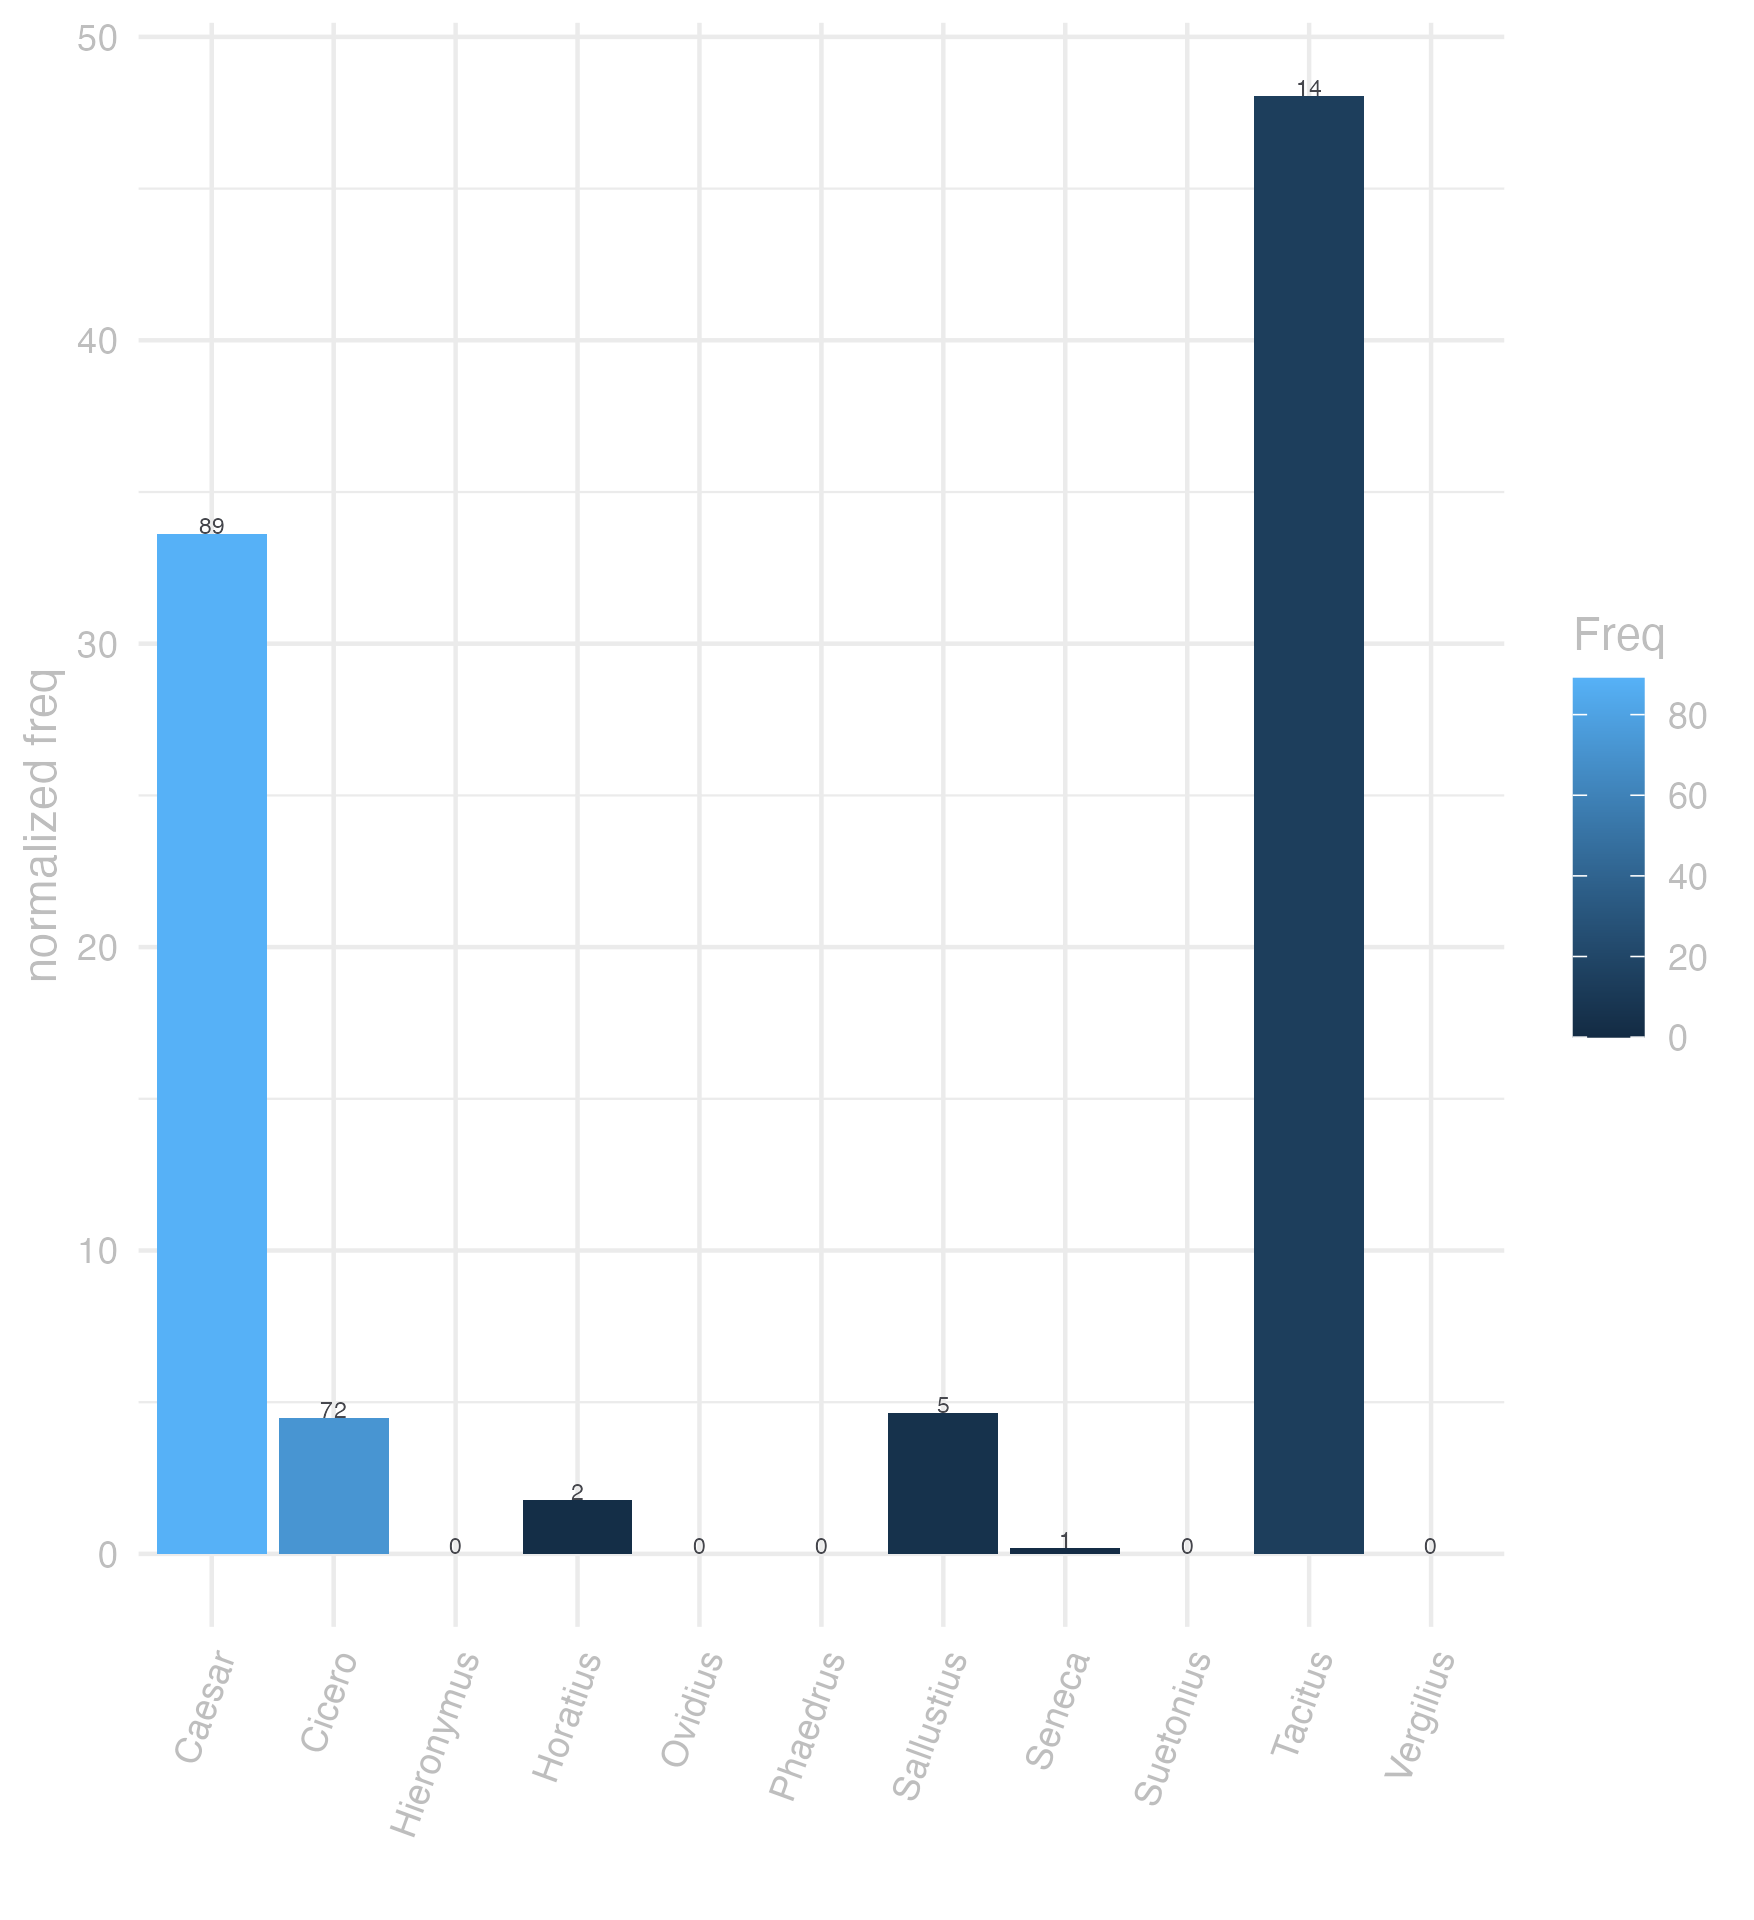 50
40
30
20
10
0
normalized freq
89
72
0
2
0
0
5
1
0
14
0
Caesar
Cicero
Hieronymus
Horatius
Ovidius
Phaedrus
Sallustius
Seneca
Suetonius
Tacitus
Vergilius
Freq
80
60
40
20
0